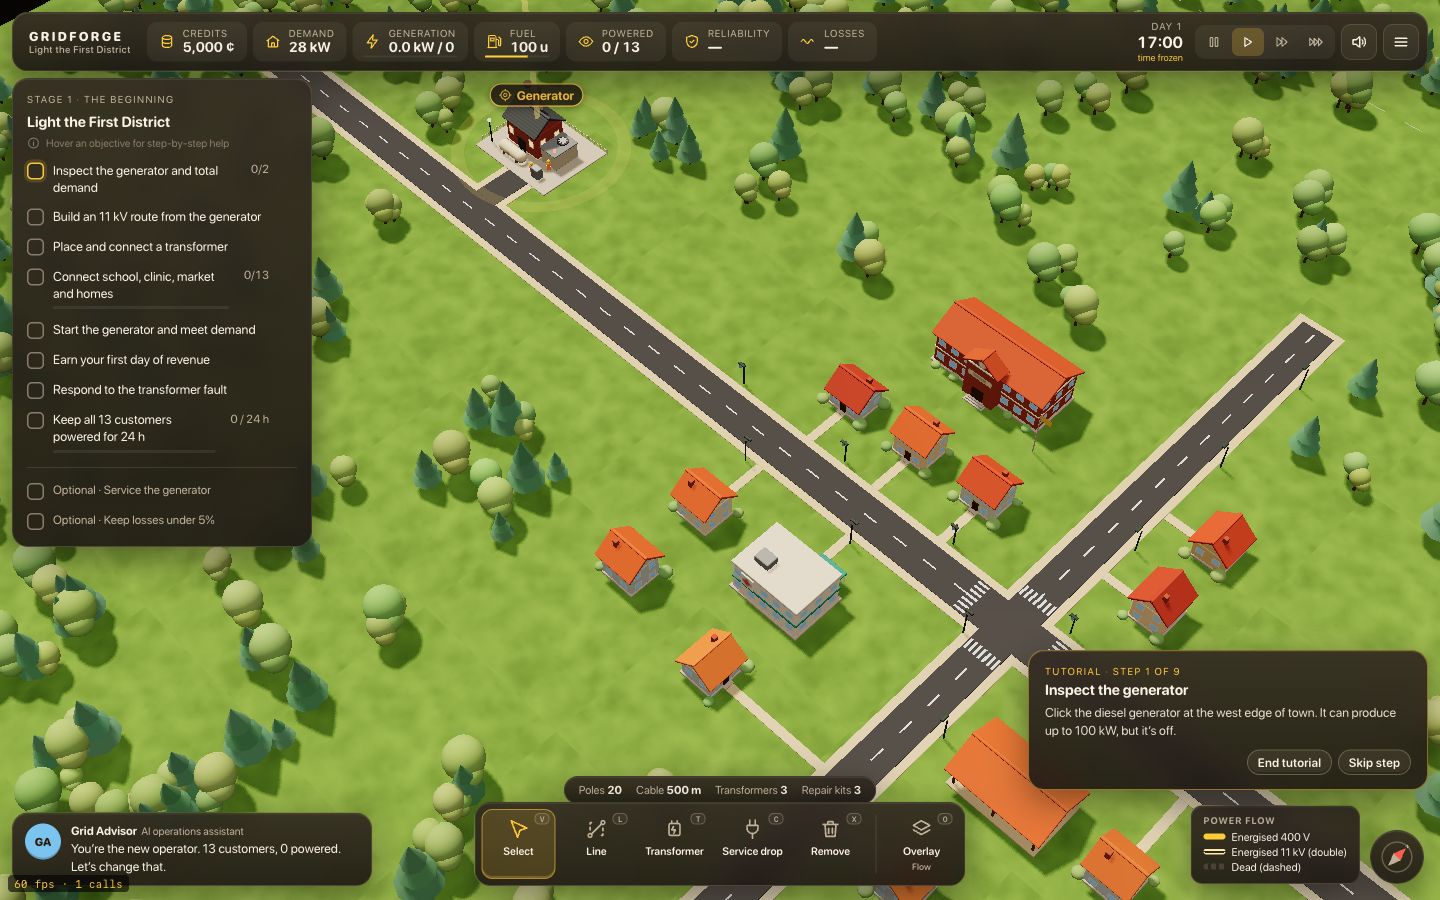 GRIDFORGE
Light the First District
CREDITS
5,000 ¢
DEMAND
28 kW
GENERATION
0.0 kW / 0
FUEL
100 u
POWERED
0 / 13
RELIABILITY
—
LOSSES
—
DAY 1
17:00
time frozen
STAGE 1 · THE BEGINNING
Light the First District
Hover an objective for step-by-step help
Inspect the generator and total 0/2
demand
Build an 11 kV route from the generator
Place and connect a transformer
Connect school, clinic, market 0/13
and homes
Start the generator and meet demand
Earn your first day of revenue
Respond to the transformer fault
Keep all 13 customers 0 / 24 h
powered for 24 h
Optional · Service the generator
Optional · Keep losses under 5%
Generator
TUTORIAL · STEP 1 OF 9
Inspect the generator
Click the diesel generator at the west edge of town. It can produce
up to 100 kW, but it's off.
End tutorial Skip step
Poles 20 Cable 500 m Transformers 3 Repair kits 3
GA
Grid Advisor AI operations assistant
You're the new operator. 13 customers, 0 powered.
Let's change that.
60 fps · 1 calls
V L T C X O
Select Line Transformer Service drop Remove Overlay
Flow
POWER FLOW
Energised 400 V
Energised 11 kV (double)
Dead (dashed)